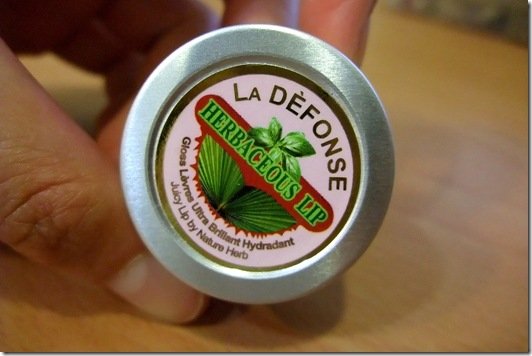 LA DÈFONSE
HERBACEOUS LIP
Gloss Lèvres Ultra Brillant Hydradant
Juicy Lip by Nature Herb